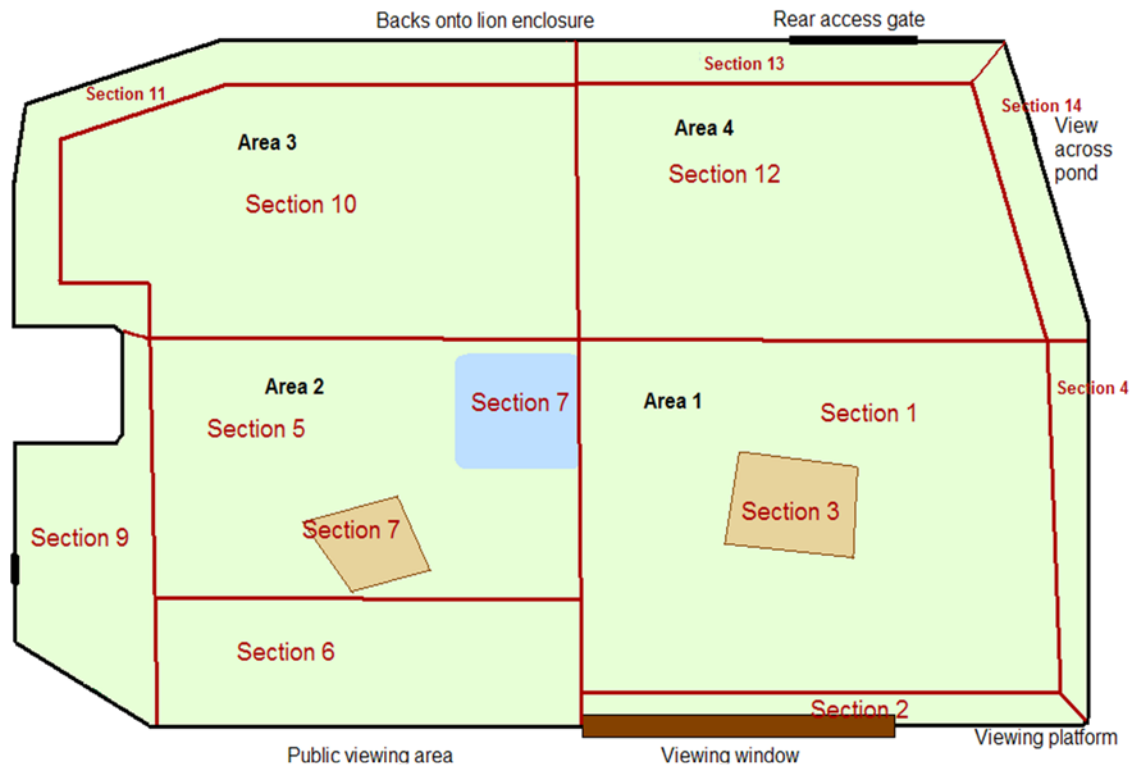 Backs onto lion enclosure
Rear access gate
Section 13
Section 11
Section 14
Area 3
Area 4
View
across
pond
Section 12
Section 10
Area 2
Section 7
Area 1
Section 4
Section 1
Section 5
Section 3
Section 7
Section 9
Section 6
Section 2
Viewing platform
Public viewing area
Viewing window